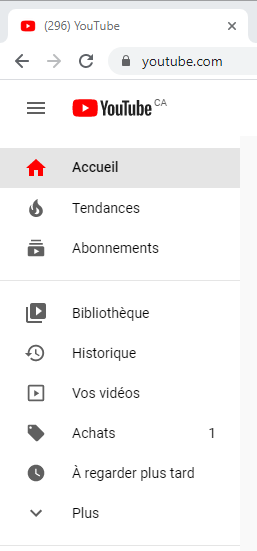 (296) YouTube
youtube.com
YouTube CA
Accueil
Tendances
Abonnements
Bibliothèque
Historique
Vos vidéos
Achats 1
À regarder plus tard
Plus